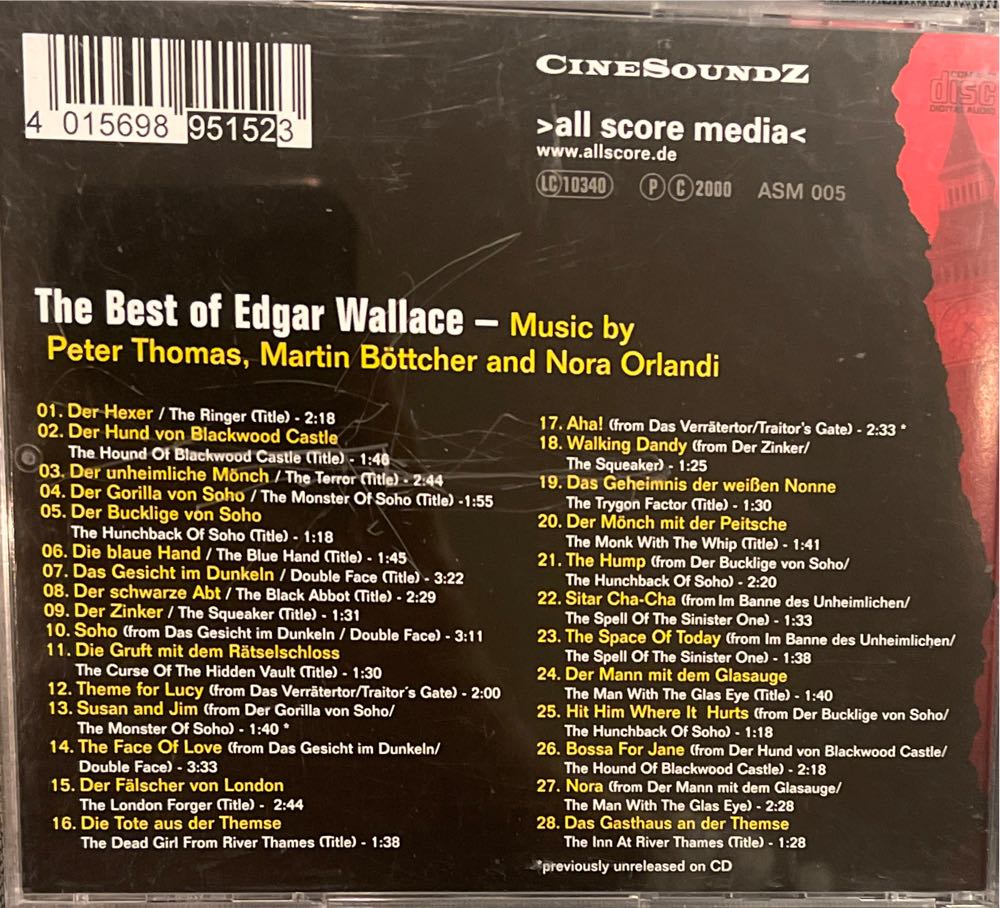 CINESOUNDZ
>all score media<
www.allscore.de
LC 10340 P C 2000 ASM 005
4 015698 951523
disc
DIGITAL AUDIO
The Best of Edgar Wallace – Music by
Peter Thomas, Martin Böttcher and Nora Orlandi
01. Der Hexer / The Ringer (Title) - 2:18
02. Der Hund von Blackwood Castle
The Hound Of Blackwood Castle (Title) - 1:46
03. Der unheimliche Mönch / The Terror (Title) - 2:44
04. Der Gorilla von Soho / The Monster Of Soho (Title) -1:55
05. Der Bucklige von Soho
The Hunchback Of Soho (Title) - 1:18
06. Die blaue Hand / The Blue Hand (Title) - 1:45
07. Das Gesicht im Dunkeln / Double Face (Title) - 3:22
08. Der schwarze Abt / The Black Abbot (Title) - 2:29
09. Der Zinker / The Squeaker (Title) - 1:31
10. Soho (from Das Gesicht im Dunkeln / Double Face) - 3:11
11. Die Gruft mit dem Rätselschloss
The Curse Of The Hidden Vault (Title) - 1:30
12. Theme for Lucy (from Das Verrätertor/Traitor´s Gate) - 2:00
13. Susan and Jim (from Der Gorilla von Soho/
The Monster Of Soho) - 1:40 *
14. The Face Of Love (from Das Gesicht im Dunkeln/
Double Face) - 3:33
15. Der Fälscher von London
The London Forger (Title) - 2:44
16. Die Tote aus der Themse
The Dead Girl From River Thames (Title) - 1:38
17. Aha! (from Das Verrätertor/Traitor´s Gate) - 2:33 *
18. Walking Dandy (from Der Zinker/
The Squeaker) - 1:25
19. Das Geheimnis der weißen Nonne
The Trygon Factor (Title) - 1:30
20. Der Mönch mit der Peitsche
The Monk With The Whip (Title) - 1:41
21. The Hump (from Der Bucklige von Soho/
The Hunchback Of Soho) - 2:20
22. Sitar Cha-Cha (from Im Banne des Unheimlichen/
The Spell Of The Sinister One) - 1:33
23. The Space Of Today (from Im Banne des Unheimlichen/
The Spell Of The Sinister One) - 1:38
24. Der Mann mit dem Glasauge
The Man With The Glas Eye (Title) - 1:40
25. Hit Him Where It Hurts (from Der Bucklige von Soho/
The Hunchback Of Soho) - 1:18
26. Bossa For Jane (from Der Hund von Blackwood Castle/
The Hound Of Blackwood Castle) - 2:18
27. Nora (from Der Mann mit dem Glasauge/
The Man With The Glas Eye) - 2:28
28. Das Gasthaus an der Themse
The Inn At River Thames (Title) - 1:28
*previously unreleased on CD